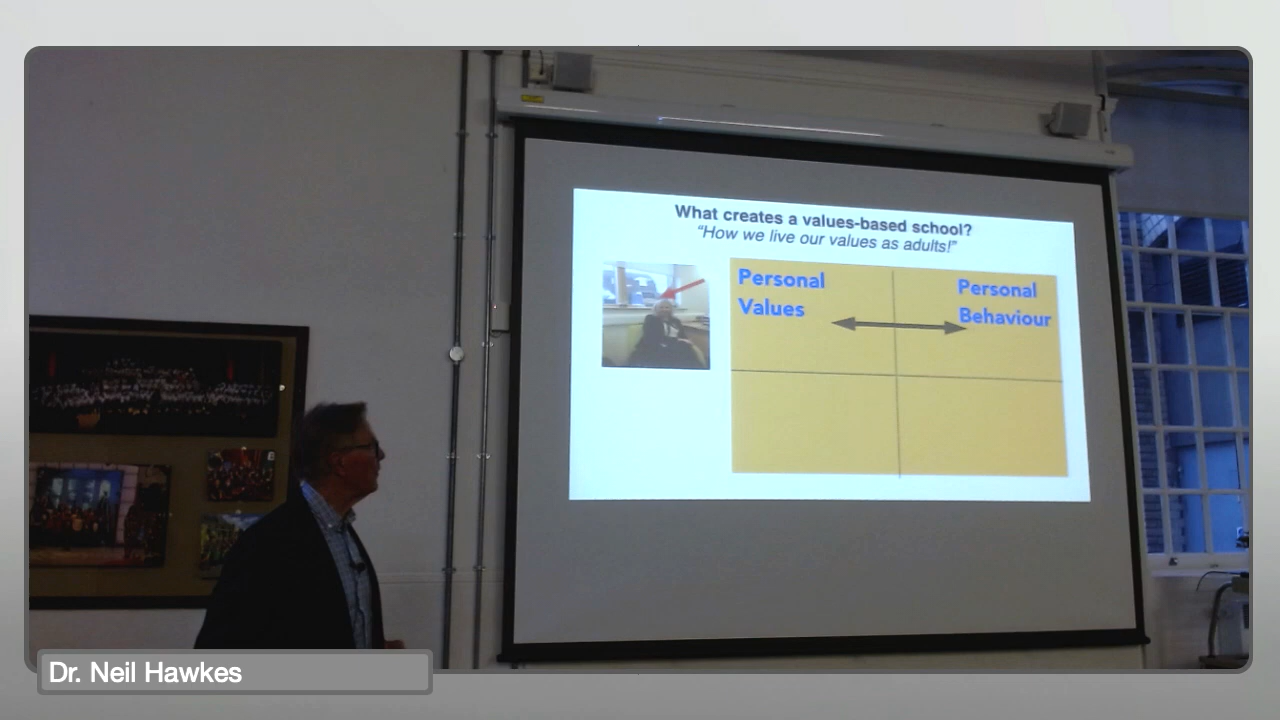 What creates a values-based school?
"How we live our values as adults!"
Personal
Values
Personal
Behaviour
Dr. Neil Hawkes